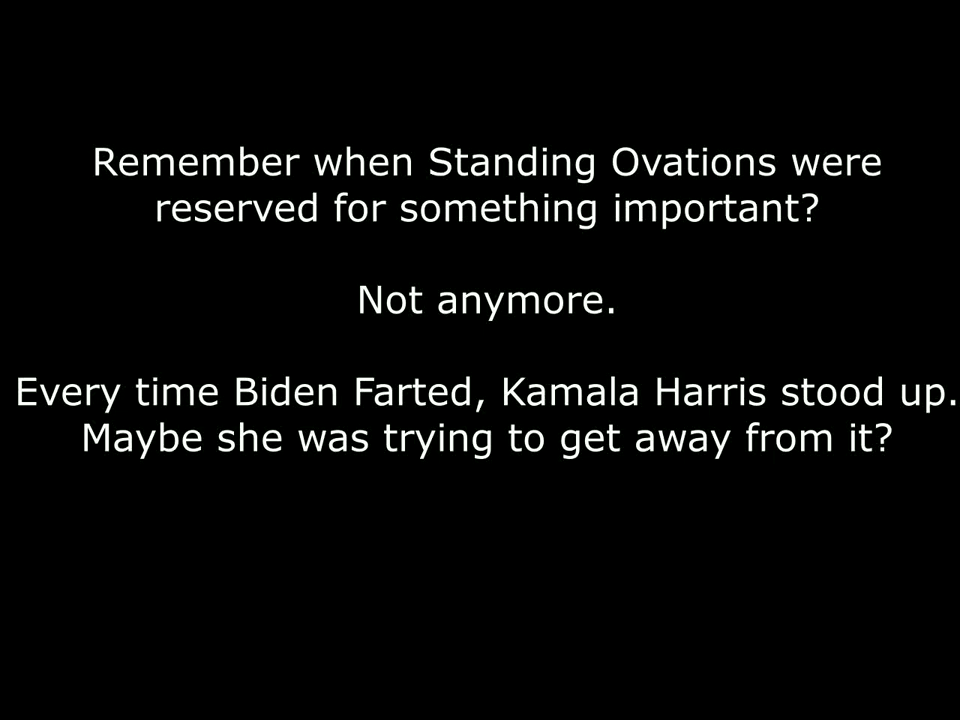 Remember when Standing Ovations were
reserved for something important?
Not anymore.
Every time Biden Farted, Kamala Harris stood up.
Maybe she was trying to get away from it?